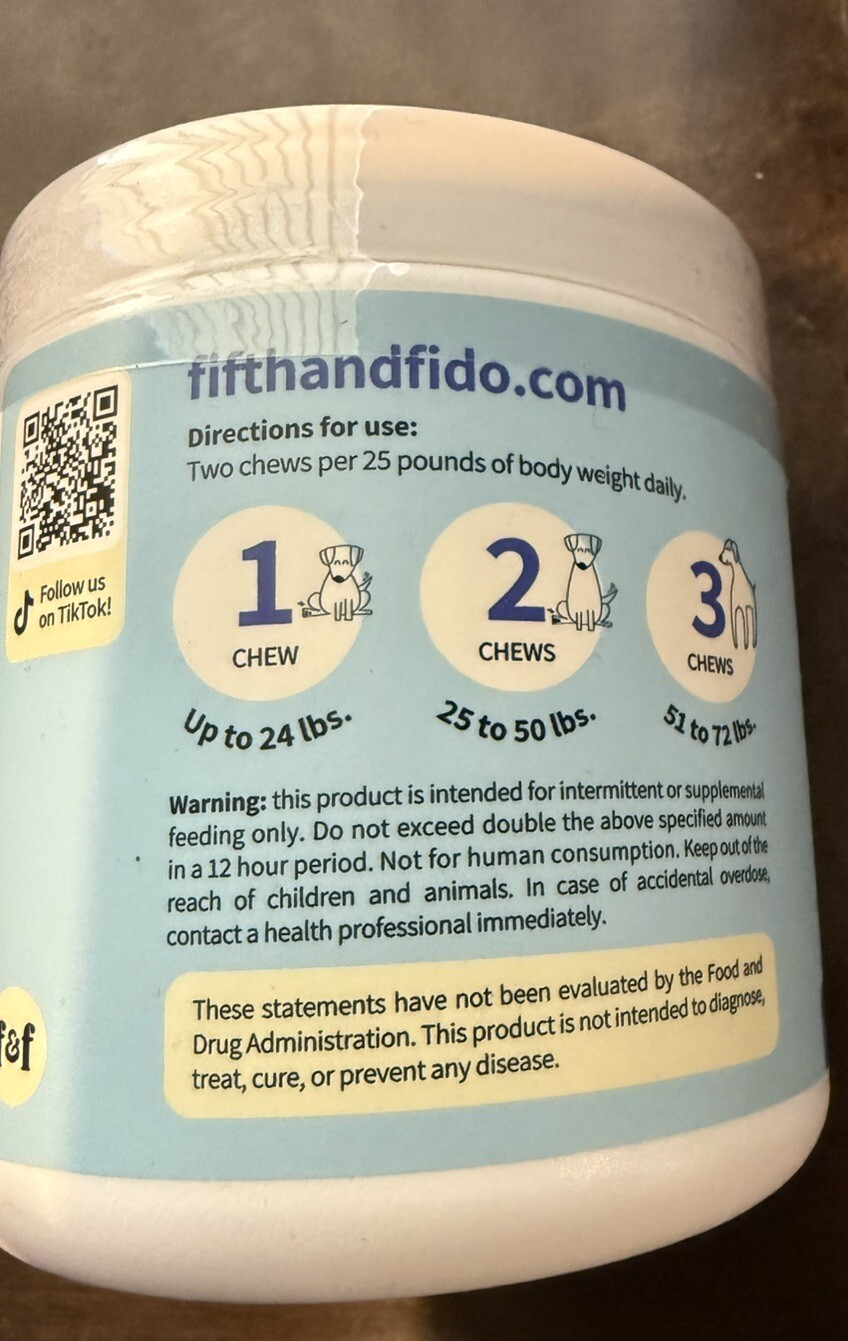 fifthandfido.com
Directions for use:
Two chews per 25 pounds of body weight daily.
Follow us
on TikTok!
1
CHEW
Up to 24 lbs.
2
CHEWS
25 to 50 lbs.
3
CHEWS
51 to 72 lbs.
Warning: this product is intended for intermittent or supplemental
feeding only. Do not exceed double the above specified amount
in a 12 hour period. Not for human consumption. Keep out of the
reach of children and animals. In case of accidental overdose,
contact a health professional immediately.
f&f
These statements have not been evaluated by the Food and
Drug Administration. This product is not intended to diagnose,
treat, cure, or prevent any disease.